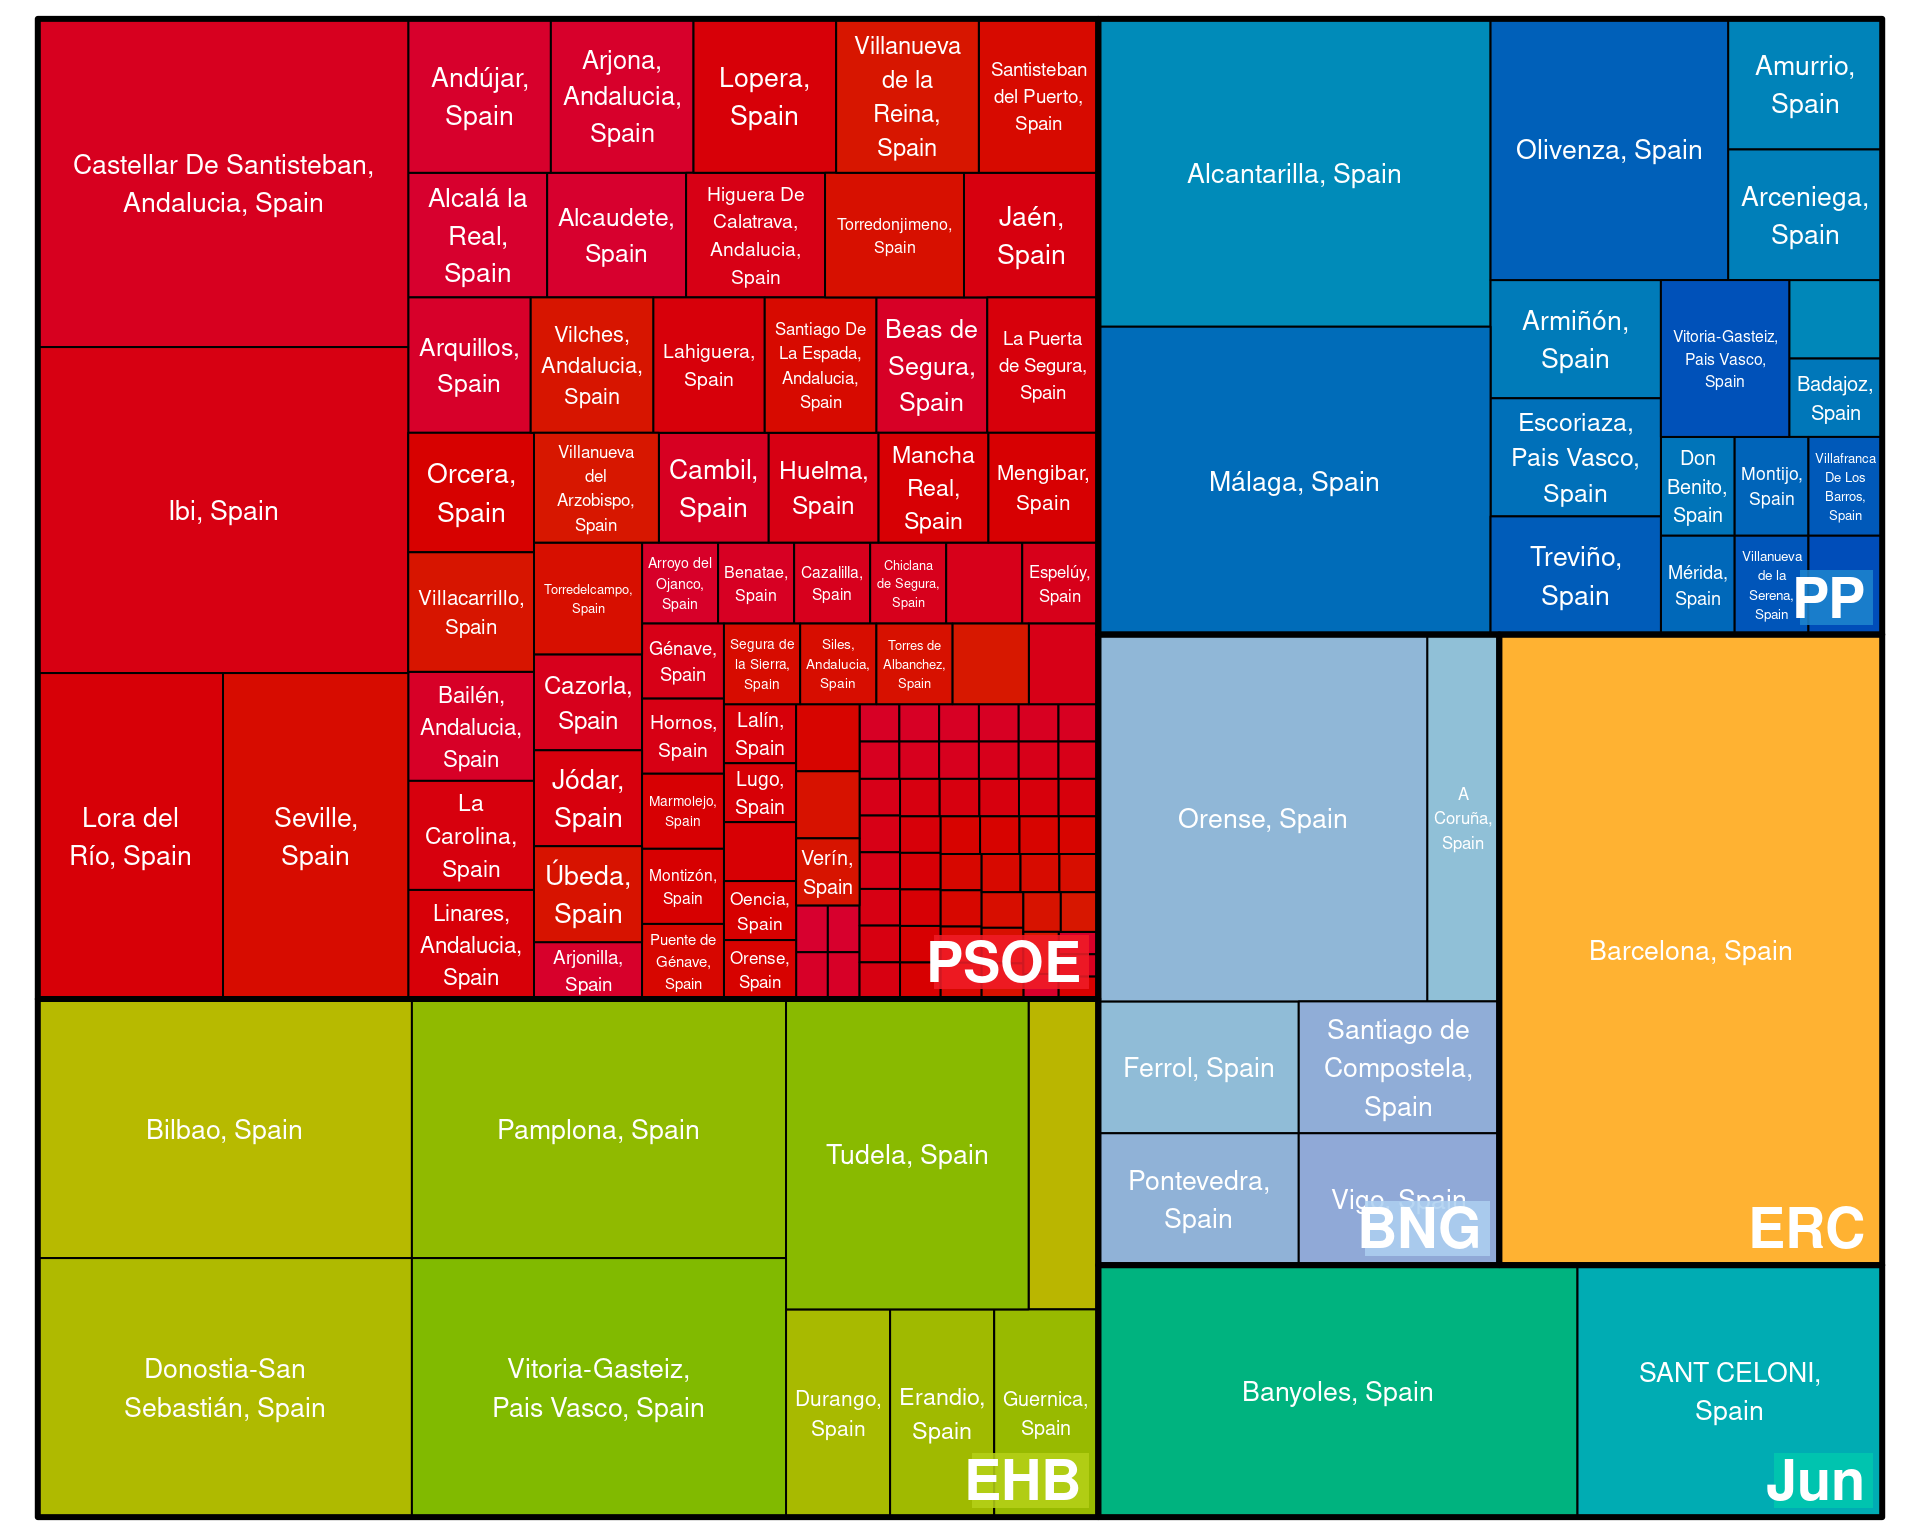 Castellar De Santisteban,
Andalucia, Spain
Ibi, Spain
Lora del
Río, Spain
Seville,
Spain
Andújar,
Spain
Arjona,
Andalucia,
Spain
Lopera,
Spain
Villanueva
de la
Reina,
Spain
Santisteban
del Puerto,
Spain
Alcalá la
Real,
Spain
Alcaudete,
Spain
Higuera De
Calatrava,
Andalucia,
Spain
Torredonjimeno,
Spain
Jaén,
Spain
Arquillos,
Spain
Vilches,
Andalucia,
Spain
Lahiguera,
Spain
Santiago De
La Espada,
Andalucia,
Spain
Beas de
Segura,
Spain
La Puerta
de Segura,
Spain
Orcera,
Spain
Villanueva
del
Arzobispo,
Spain
Cambil,
Spain
Huelma,
Spain
Mancha
Real,
Spain
Mengibar,
Spain
Villacarrillo,
Spain
Torredelcampo,
Spain
Arroyo del
Ojanco,
Spain
Benatae,
Spain
Cazalilla,
Spain
Chiclana
de Segura,
Spain
Espelúy,
Spain
Génave,
Spain
Segura de
la Sierra,
Spain
Siles,
Andalucia,
Spain
Torres de
Albanchez,
Spain
Bailén,
Andalucia,
Spain
Cazorla,
Spain
Hornos,
Spain
Lalín,
Spain
Jódar,
Spain
Marmolejo,
Spain
Lugo,
Spain
La
Carolina,
Spain
Úbeda,
Spain
Montizón,
Spain
Verín,
Spain
Linares,
Andalucia,
Spain
Arjonilla,
Spain
Puente de
Génave,
Spain
Oencia,
Spain
Orense,
Spain
PSOE
Alcantarilla, Spain
Málaga, Spain
Olivenza, Spain
Amurrio,
Spain
Arceniega,
Spain
Armiñón,
Spain
Vitoria-Gasteiz,
Pais Vasco,
Spain
Badajoz,
Spain
Escoriaza,
Pais Vasco,
Spain
Don
Benito,
Spain
Montijo,
Spain
Villafranca
De Los
Barros,
Spain
Treviño,
Spain
Mérida,
Spain
Villanueva
de la
Serena,
Spain
PP
Orense, Spain
A
Coruña,
Spain
Ferrol, Spain
Santiago de
Compostela,
Spain
Pontevedra,
Spain
Vigo, Spain
BNG
Barcelona, Spain
ERC
Bilbao, Spain
Pamplona, Spain
Tudela, Spain
Donostia-San
Sebastián, Spain
Vitoria-Gasteiz,
Pais Vasco, Spain
Durango,
Spain
Erandio,
Spain
Guernica,
Spain
EHB
Banyoles, Spain
SANT CELONI,
Spain
Jun